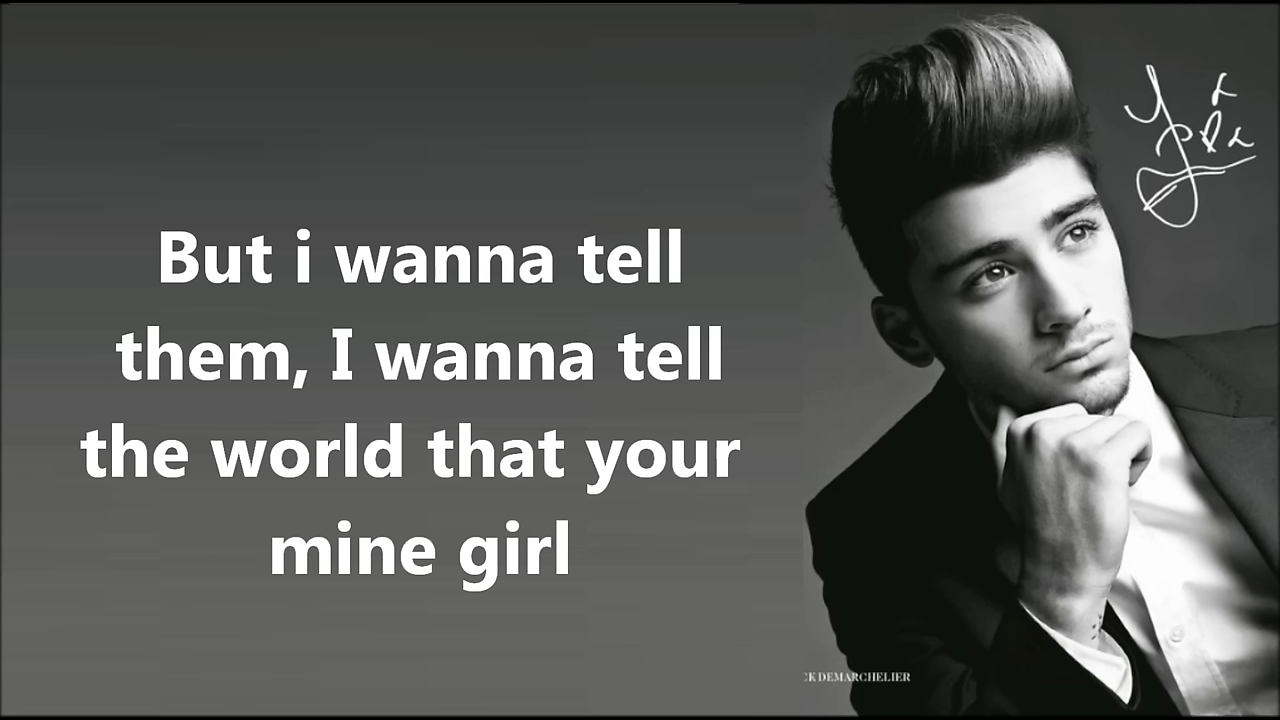 But i wanna tell
them, I wanna tell
the world that your
mine girl
K DEMARCHELIER